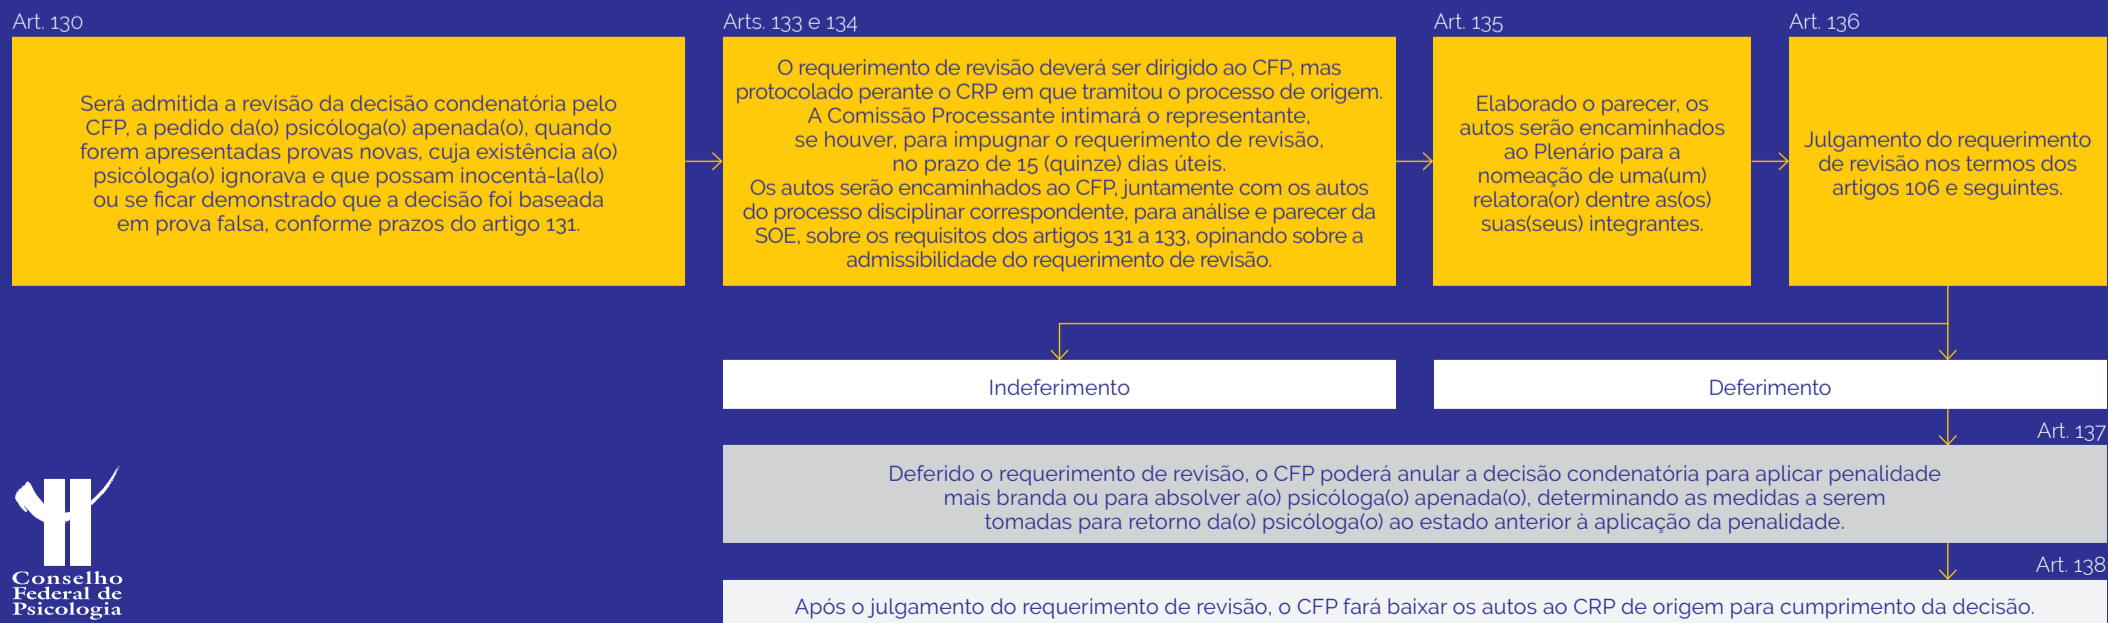 Art. 130
Será admitida a revisão da decisão condenatória pelo
CFP, a pedido da(o) psicóloga(o) apenada(o), quando
forem apresentadas provas novas, cuja existência a(o)
psicóloga(o) ignorava e que possam inocentá-la(lo)
ou se ficar demonstrado que a decisão foi baseada
em prova falsa, conforme prazos do artigo 131.
Arts. 133 e 134
O requerimento de revisão deverá ser dirigido ao CFP, mas
protocolado perante o CRP em que tramitou o processo de origem.
A Comissão Processante intimará o representante,
se houver, para impugnar o requerimento de revisão,
no prazo de 15 (quinze) dias úteis.
Os autos serão encaminhados ao CFP, juntamente com os autos
do processo disciplinar correspondente, para análise e parecer da
SOE, sobre os requisitos dos artigos 131 a 133, opinando sobre a
admissibilidade do requerimento de revisão.
Art. 135
Elaborado o parecer, os
autos serão encaminhados
ao Plenário para a
nomeação de uma(um)
relatora(or) dentre as(os)
suas(seus) integrantes.
Art. 136
Julgamento do requerimento
de revisão nos termos dos
artigos 106 e seguintes.
Indeferimento
Deferimento
Art. 137
Deferido o requerimento de revisão, o CFP poderá anular a decisão condenatória para aplicar penalidade
mais branda ou para absolver a(o) psicóloga(o) apenada(o), determinando as medidas a serem
tomadas para retorno da(o) psicóloga(o) ao estado anterior à aplicação da penalidade.
Art. 138
Após o julgamento do requerimento de revisão, o CFP fará baixar os autos ao CRP de origem para cumprimento da decisão.
Conselho
Federal de
Psicologia